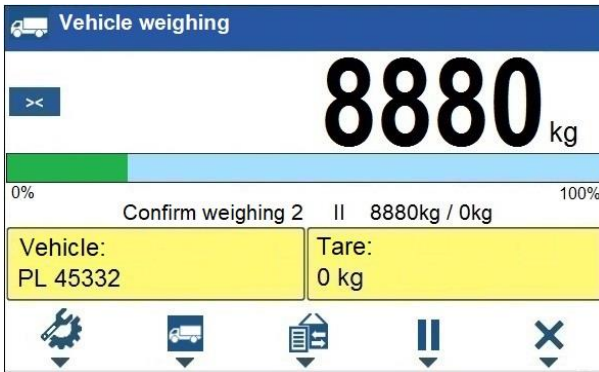 Vehicle weighing
><
8880 kg
0% 100%
Confirm weighing 2 II 8880kg / 0kg
Vehicle: Tare:
PL 45332 0 kg